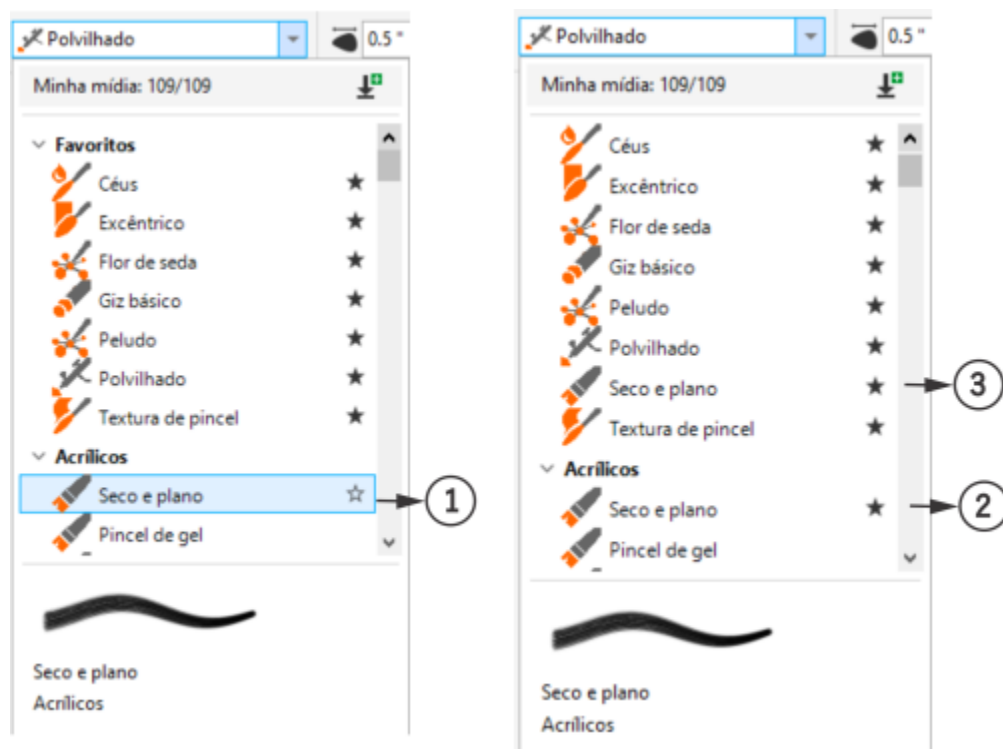 Polvilhado
0.5 "
Minha mídia: 109/109
Favoritos
Céus
Excêntrico
Flor de seda
Giz básico
Peludo
Polvilhado
Textura de pincel
Acrílicos
Seco e plano
1
Pincel de gel
Seco e plano
Acrílicos
Polvilhado
0.5 "
Minha mídia: 109/109
Céus
Excêntrico
Flor de seda
Giz básico
Peludo
Polvilhado
Seco e plano
3
Textura de pincel
Acrílicos
Seco e plano
2
Pincel de gel
Seco e plano
Acrílicos